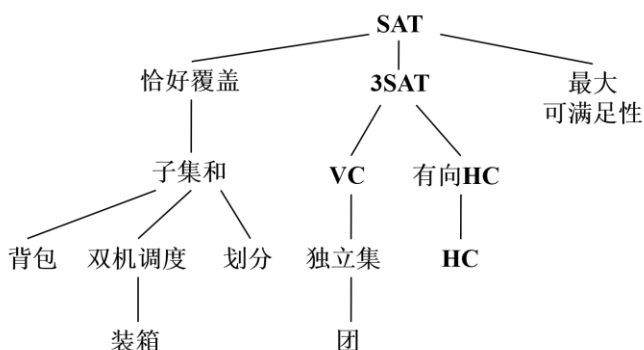 SAT
恰好覆盖
3SAT
最大
可满足性
子集和
VC
有向HC
背包
双机调度
划分
独立集
HC
装箱
团